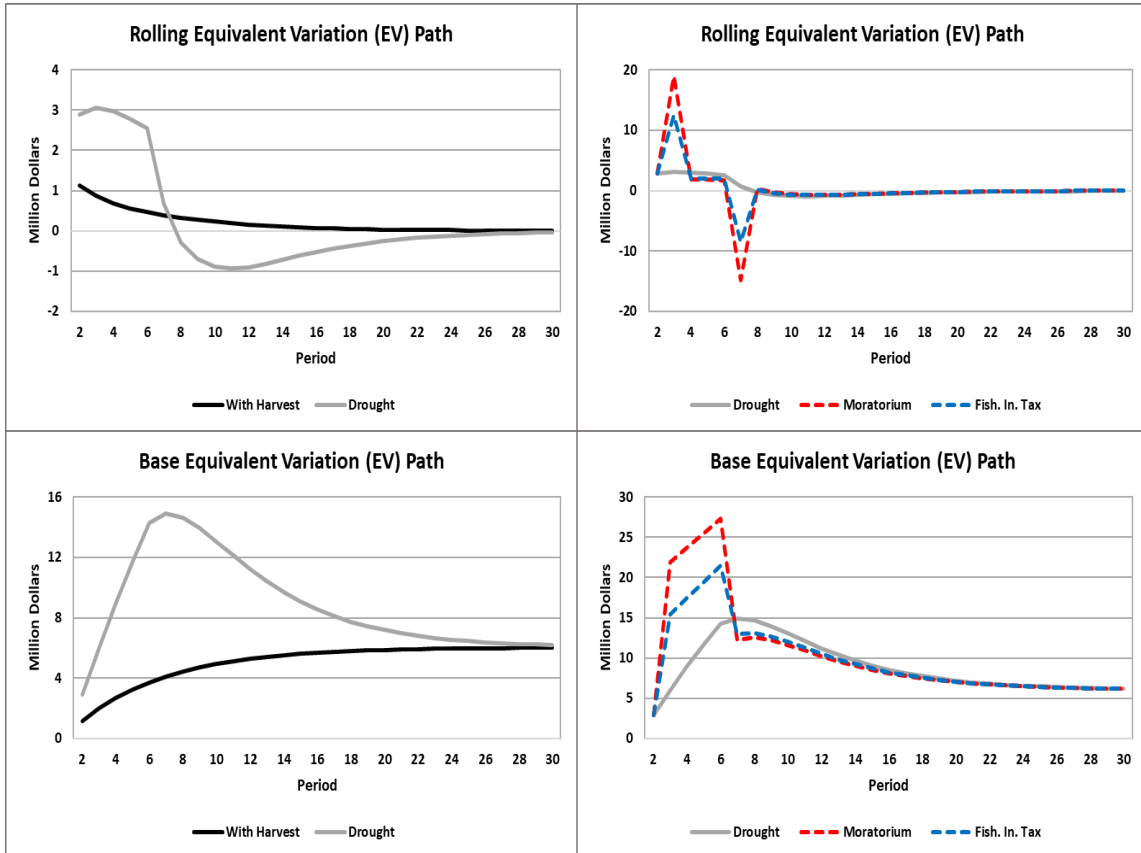 Rolling Equivalent Variation (EV) Path
4
3
2
1
0
-1
-2
Million Dollars
2 4 6 8 10 12 14 16 18 20 22 24 26 28 30
Period
With Harvest Drought
Rolling Equivalent Variation (EV) Path
20
10
0
-10
-20
Million Dollars
2 4 6 8 10 12 14 16 18 20 22 24 26 28 30
Period
Drought Moratorium Fish. In. Tax
Base Equivalent Variation (EV) Path
16
12
8
4
0
Million Dollars
2 4 6 8 10 12 14 16 18 20 22 24 26 28 30
Period
With Harvest Drought
Base Equivalent Variation (EV) Path
30
25
20
15
10
5
0
Million Dollars
2 4 6 8 10 12 14 16 18 20 22 24 26 28 30
Period
Drought Moratorium Fish. In. Tax